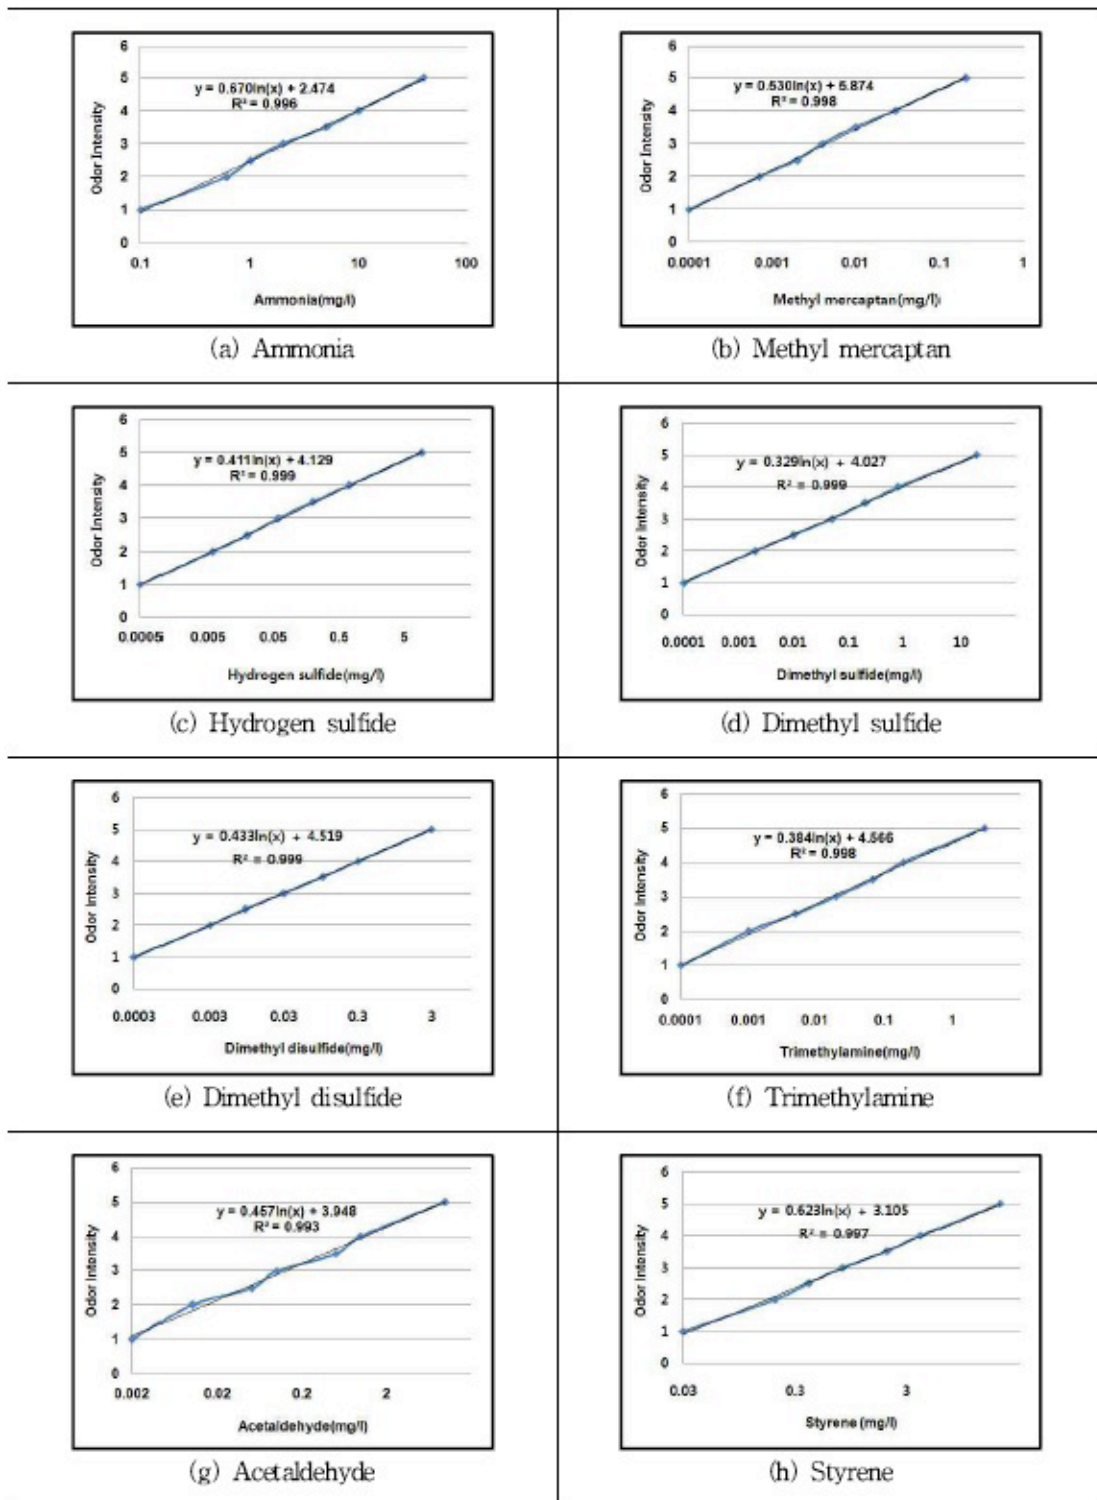 6
5
4
3
2
1
0
Odor Intensity
y = 0.670ln(x) + 2.474
R² = 0.996
0.1 1 10 100
Ammonia(mg/l)
(a) Ammonia
6
5
4
3
2
1
0
Odor Intensity
y = 0.530ln(x) + 5.874
R² = 0.998
0.0001 0.001 0.01 0.1 1
Methyl mercaptan(mg/l)
(b) Methyl mercaptan
6
5
4
3
2
1
0
Odor Intensity
y = 0.411ln(x) + 4.129
R² = 0.999
0.0005 0.005 0.05 0.5 5
Hydrogen sulfide(mg/l)
(c) Hydrogen sulfide
6
5
4
3
2
1
0
Odor Intensity
y = 0.329ln(x) + 4.027
R² = 0.999
0.0001 0.001 0.01 0.1 1 10
Dimethyl sulfide(mg/l)
(d) Dimethyl sulfide
6
5
4
3
2
1
0
Odor Intensity
y = 0.433ln(x) + 4.519
R² = 0.999
0.0003 0.003 0.03 0.3 3
Dimethyl disulfide(mg/l)
(e) Dimethyl disulfide
6
5
4
3
2
1
0
Odor Intensity
y = 0.384ln(x) + 4.566
R² = 0.998
0.0001 0.001 0.01 0.1 1
Trimethylamine(mg/l)
(f) Trimethylamine
6
5
4
3
2
1
0
Odor Intensity
y = 0.457ln(x) + 3.948
R² = 0.993
0.002 0.02 0.2 2
Acetaldehyde(mg/l)
(g) Acetaldehyde
6
5
4
3
2
1
0
Odor Intensity
y = 0.623ln(x) + 3.105
R² = 0.997
0.03 0.3 3
Styrene (mg/l)
(h) Styrene